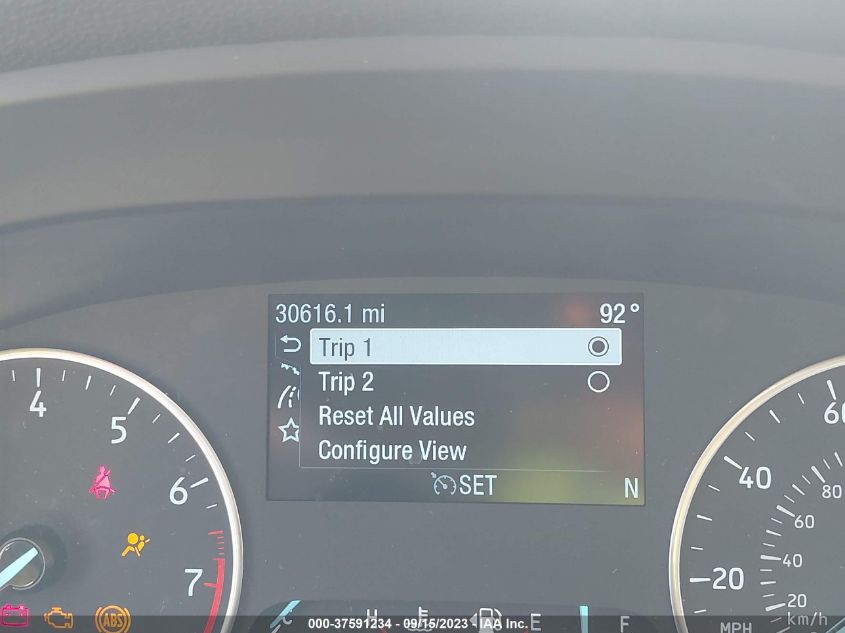 30616.1 mi 92°
Trip 1
Trip 2
Reset All Values
Configure View
SET
N
4
5
6
7
60
40
20
80
60
40
20
MPH
km/h
ABS
H
E
F
000-37591234 - 09/15/2023 - IAA Inc.